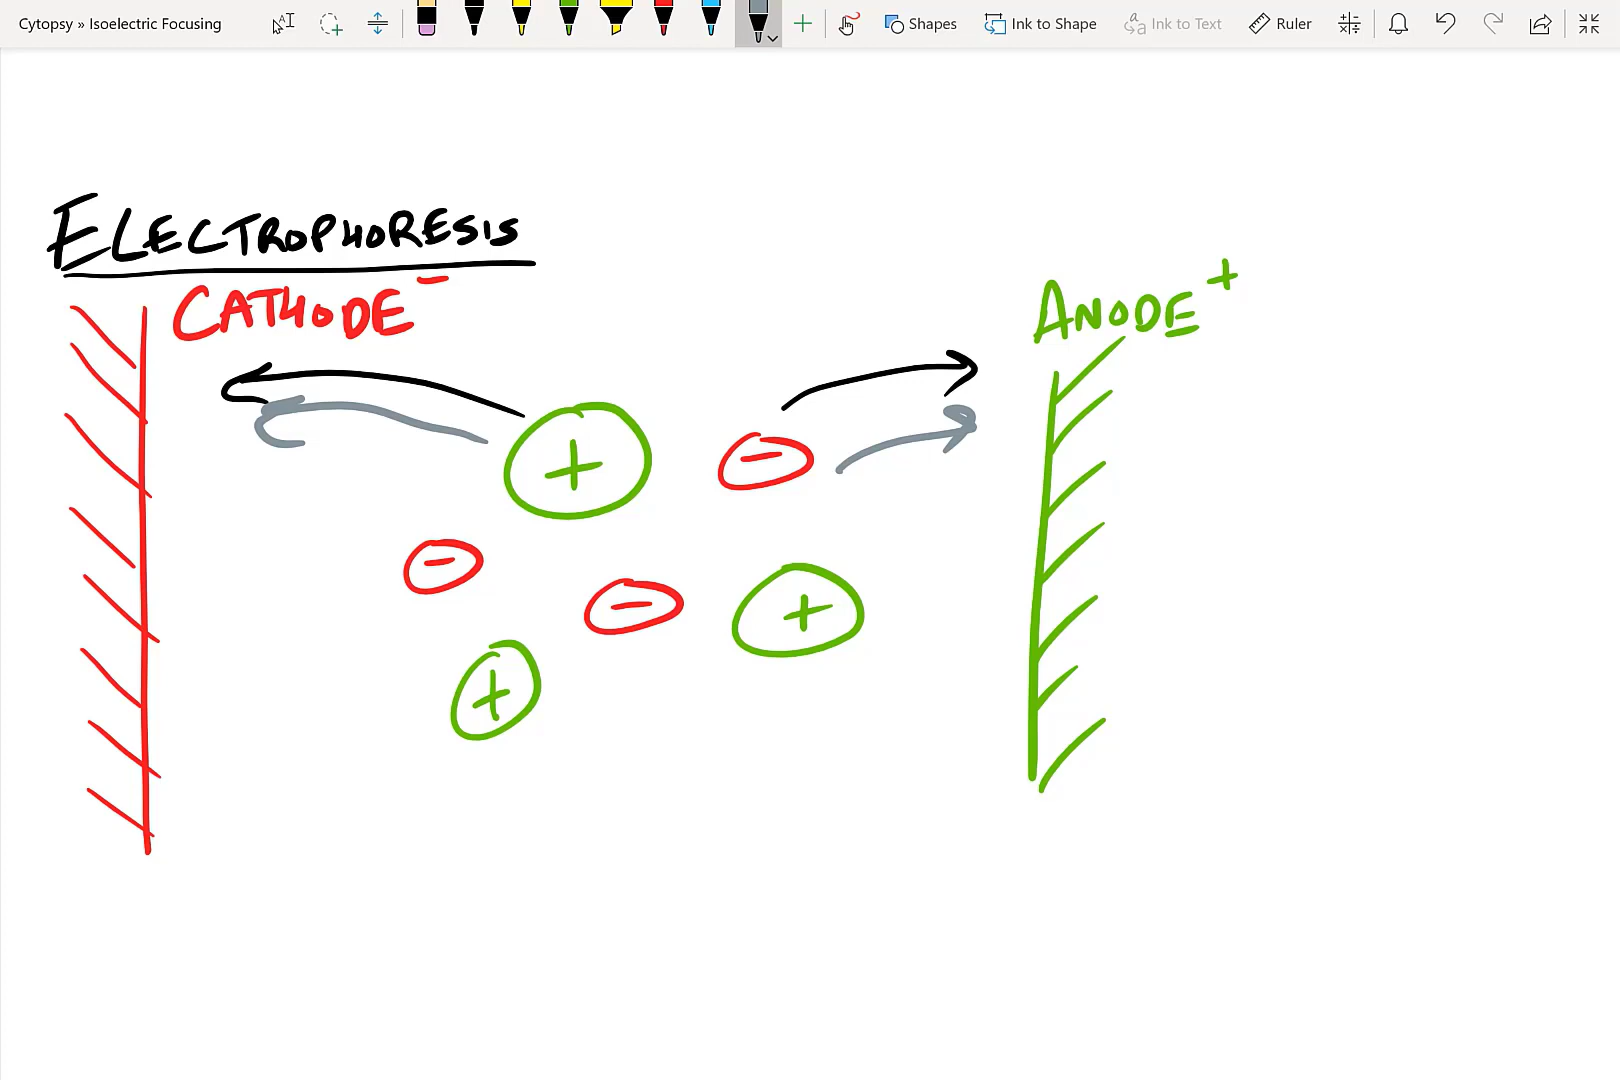 Cytopsy » Isoelectric Focusing
Shapes
Ink to Shape
Ink to Text
Ruler
ELECTROPHORESIS
CATHODE −
ANODE +
+
−
−
−
+
+